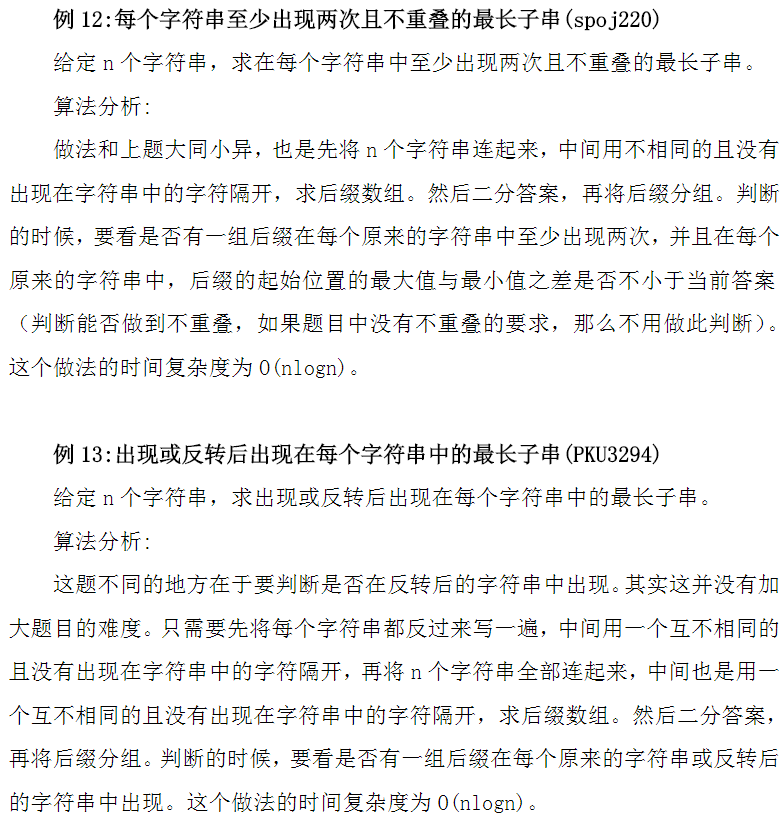 例 12:每个字符串至少出现两次且不重叠的最长子串(spoj220)
给定 n 个字符串，求在每个字符串中至少出现两次且不重叠的最长子串。
算法分析:
做法和上题大同小异，也是先将 n 个字符串连起来，中间用不相同的且没有
出现在字符串中的字符隔开，求后缀数组。然后二分答案，再将后缀分组。判断
的时候，要看是否有一组后缀在每个原来的字符串中至少出现两次，并且在每个
原来的字符串中，后缀的起始位置的最大值与最小值之差是否不小于当前答案
（判断能否做到不重叠，如果题目中没有不重叠的要求，那么不用做此判断）。
这个做法的时间复杂度为 O(nlogn)。
例 13:出现或反转后出现在每个字符串中的最长子串(PKU3294)
给定 n 个字符串，求出现或反转后出现在每个字符串中的最长子串。
算法分析:
这题不同的地方在于要判断是否在反转后的字符串中出现。其实这并没有加
大题目的难度。只需要先将每个字符串都反过来写一遍，中间用一个互不相同的
且没有出现在字符串中的字符隔开，再将 n 个字符串全部连起来，中间也是用一
个互不相同的且没有出现在字符串中的字符隔开，求后缀数组。然后二分答案，
再将后缀分组。判断的时候，要看是否有一组后缀在每个原来的字符串或反转后
的字符串中出现。这个做法的时间复杂度为 O(nlogn)。